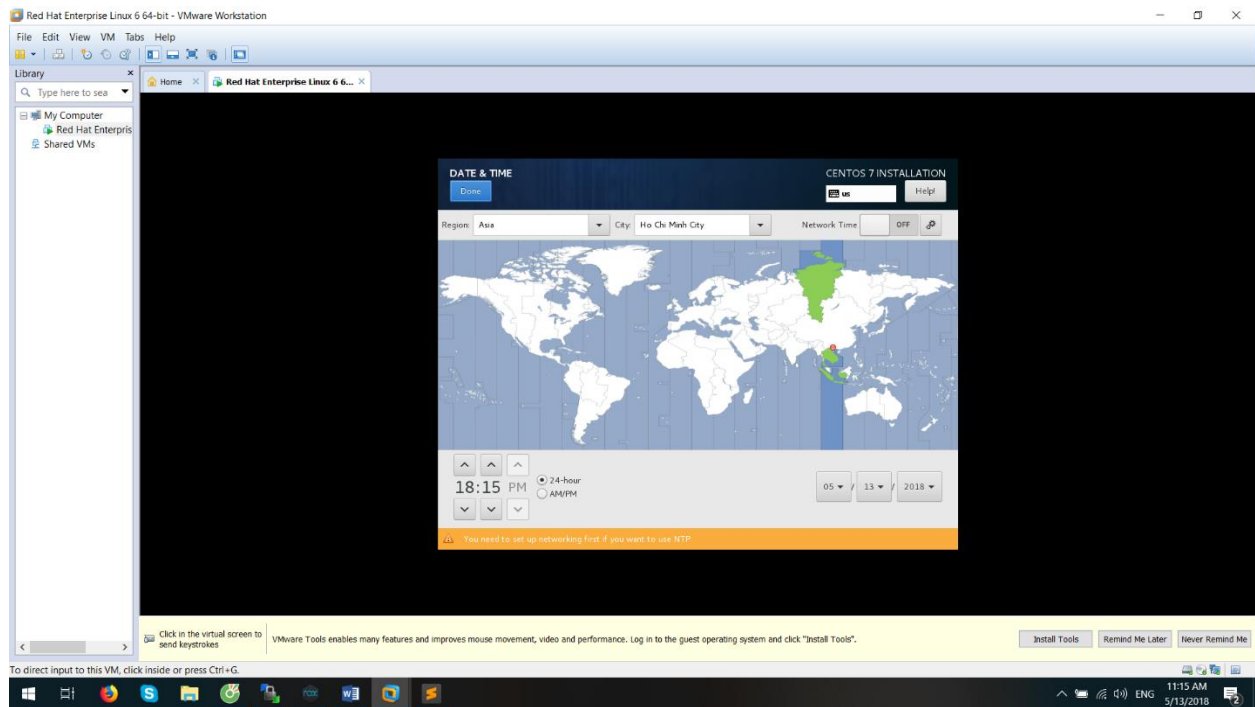 Red Hat Enterprise Linux 6 64-bit - VMware Workstation
File Edit View VM Tabs Help
Library
Home
Red Hat Enterprise Linux 6 6...
Type here to sea
My Computer
Red Hat Enterpris
Shared VMs
DATE & TIME
CENTOS 7 INSTALLATION
Done
us
Help!
Region: Asia
City: Ho Chi Minh City
Network Time
OFF
18:15 PM
24-hour
AM/PM
05 / 13 / 2018
You need to set up networking first if you want to use NTP
Click in the virtual screen to
send keystrokes
VMware Tools enables many features and improves mouse movement, video and performance. Log in to the guest operating system and click "Install Tools".
Install Tools
Remind Me Later
Never Remind Me
To direct input to this VM, click inside or press Ctrl+G.
ENG
11:15 AM
5/13/2018
2